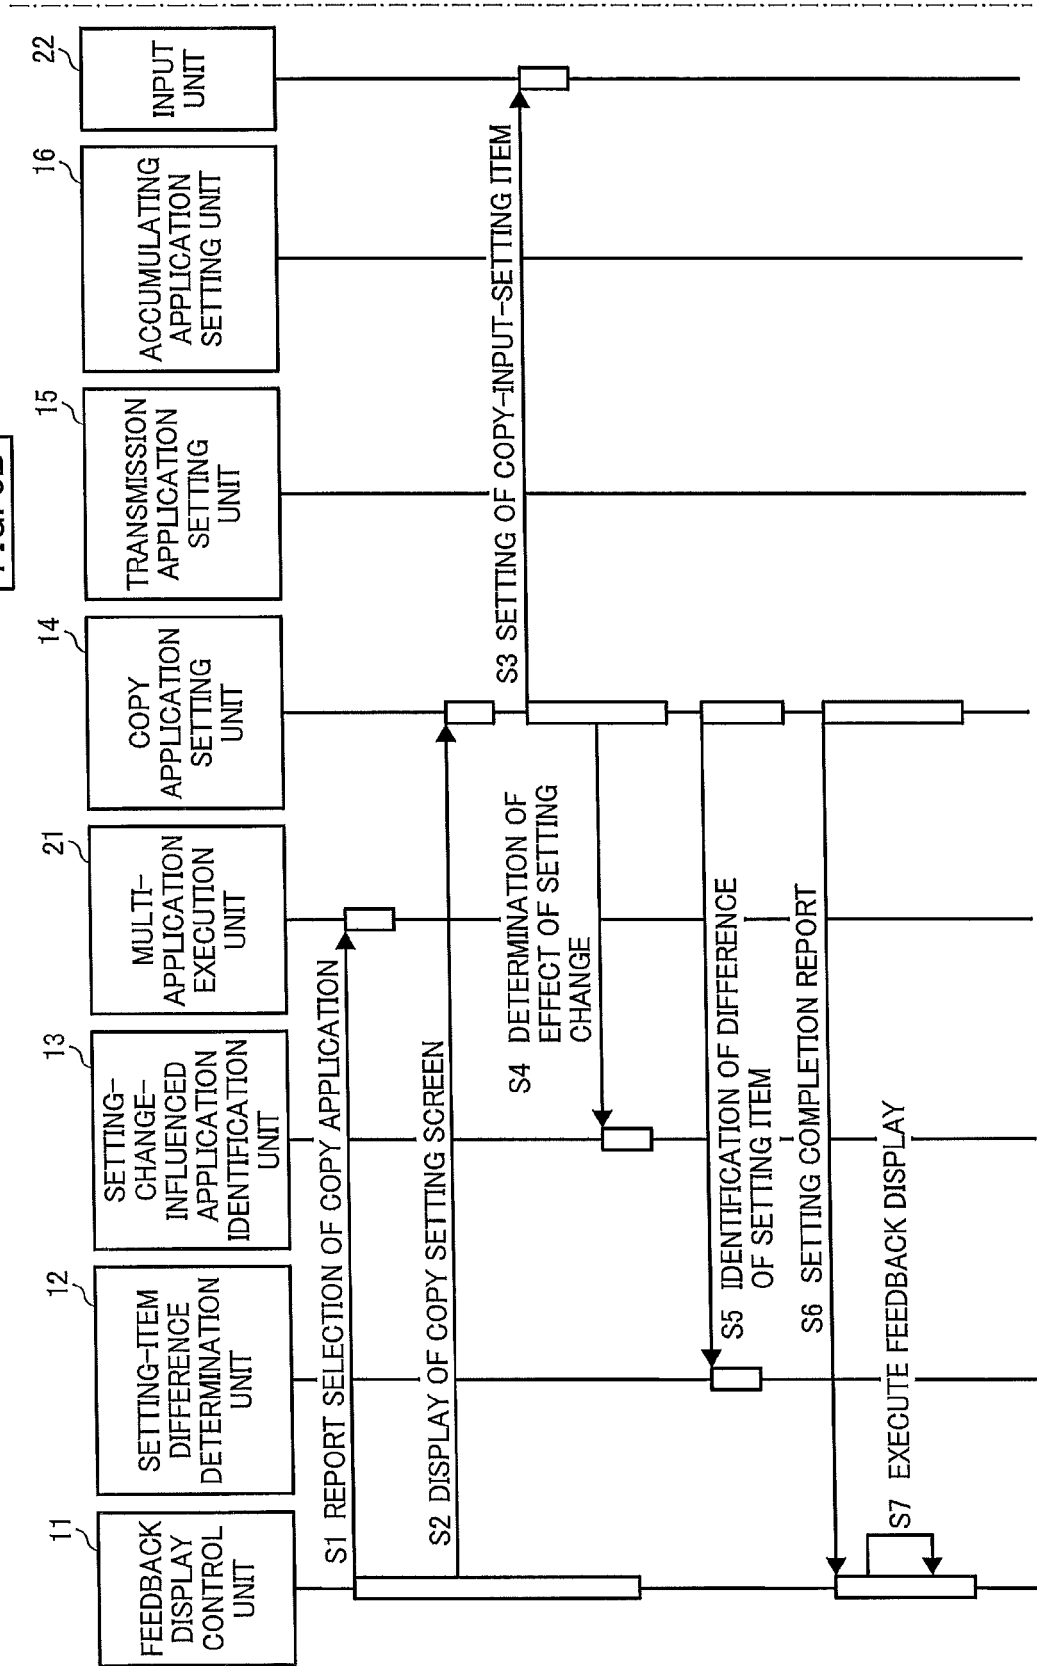 11
FEEDBACK
DISPLAY
CONTROL
UNIT
12
SETTING-ITEM
DIFFERENCE
DETERMINATION
UNIT
13
SETTING-
CHANGE-
INFLUENCED
APPLICATION
IDENTIFICATION
UNIT
21
MULTI-
APPLICATION
EXECUTION
UNIT
14
COPY
APPLICATION
SETTING
UNIT
15
TRANSMISSION
APPLICATION
SETTING
UNIT
16
ACCUMULATING
APPLICATION
SETTING UNIT
22
INPUT
UNIT
S1 REPORT SELECTION OF COPY APPLICATION
S2 DISPLAY OF COPY SETTING SCREEN
S3 SETTING OF COPY-INPUT-SETTING ITEM
S4 DETERMINATION OF
EFFECT OF SETTING
CHANGE
S5 IDENTIFICATION OF DIFFERENCE
OF SETTING ITEM
S6 SETTING COMPLETION REPORT
S7 EXECUTE FEEDBACK DISPLAY